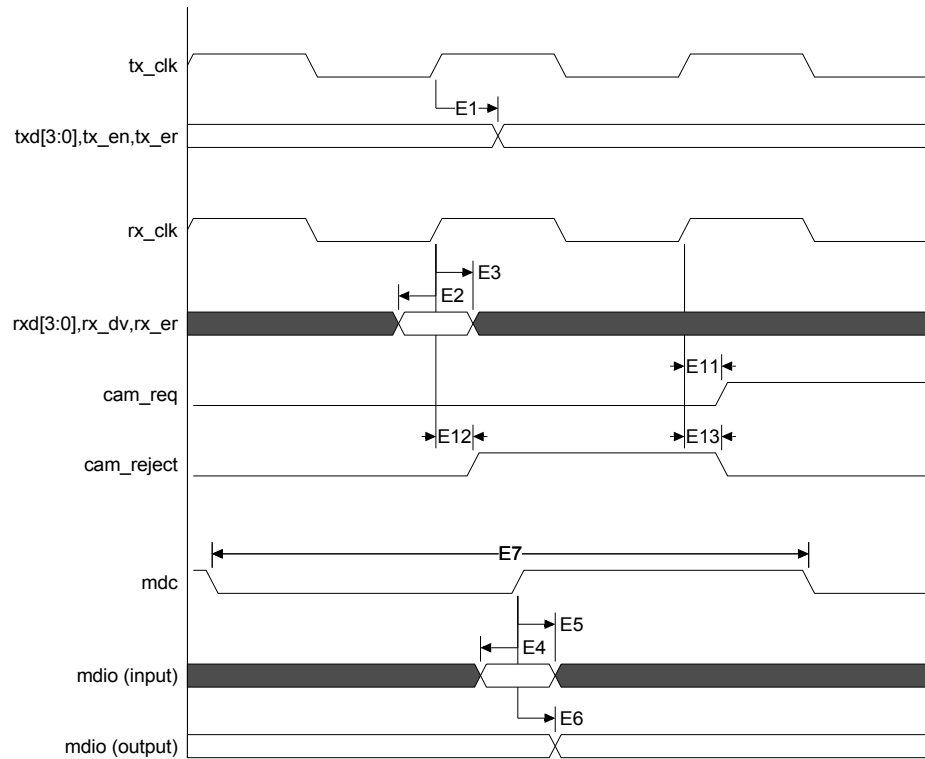 tx_clk
E1
txd[3:0],tx_en,tx_er
rx_clk
E3
E2
rxd[3:0],rx_dv,rx_er
E11
cam_req
E12
E13
cam_reject
E7
mdc
E5
E4
mdio (input)
E6
mdio (output)